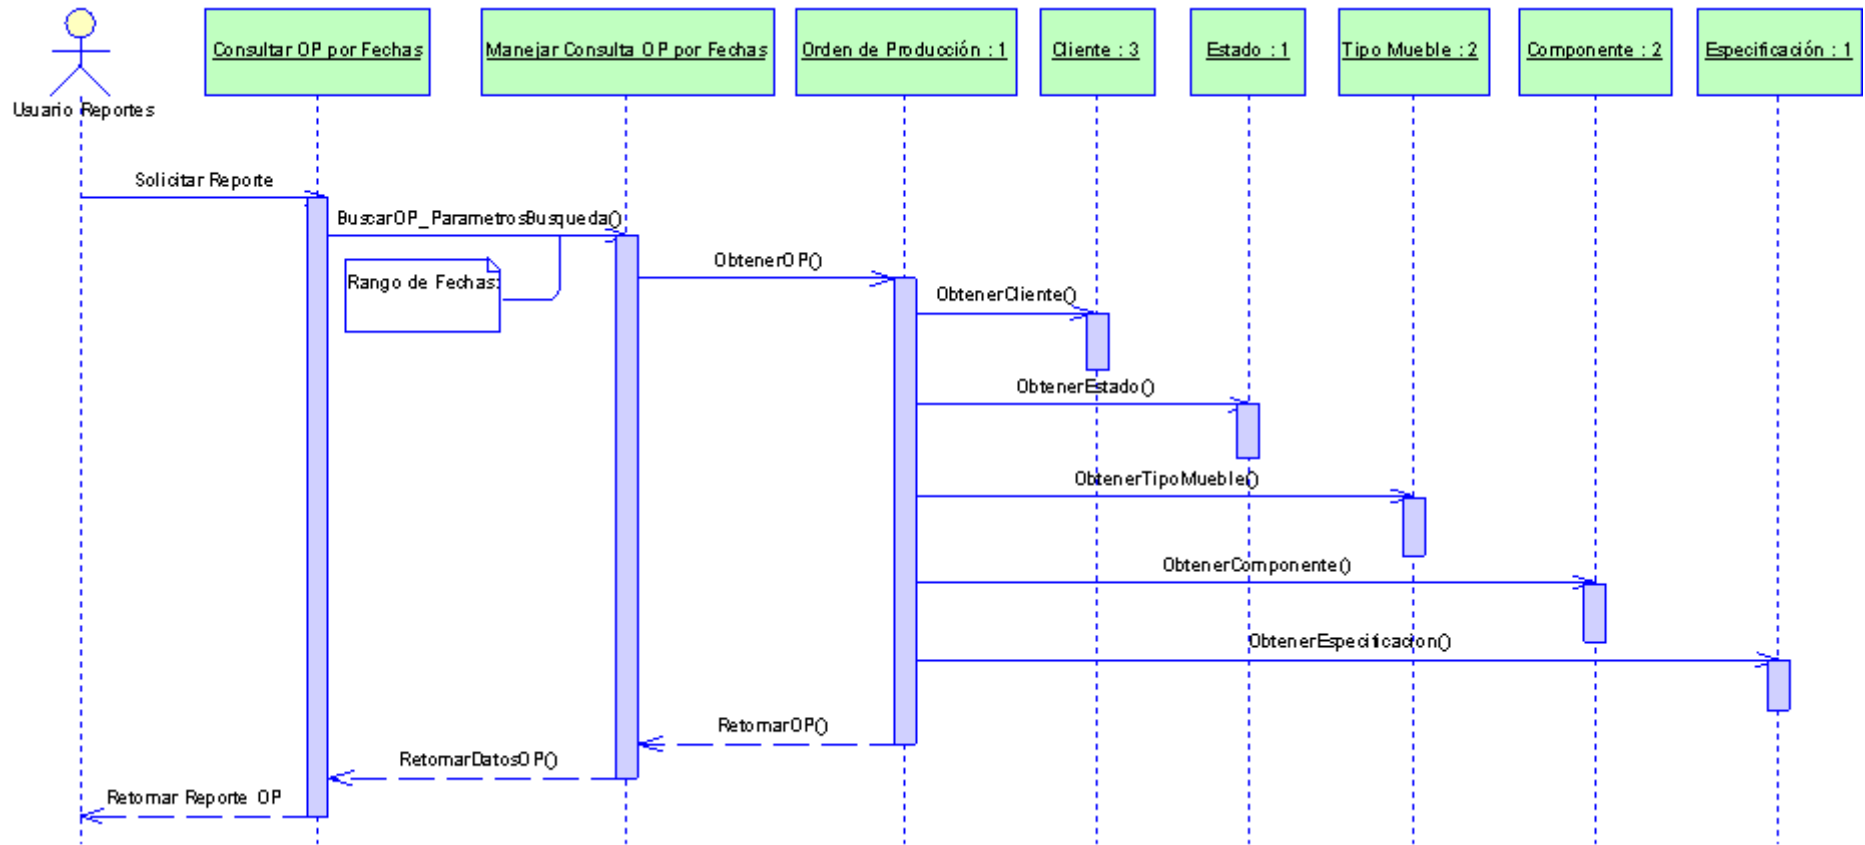 Consultar OP por Fechas
Manejar Consulta OP por Fechas
Orden de Producción : 1
Cliente : 3
Estado : 1
Tipo Mueble : 2
Componente : 2
Especificación : 1
Usuario Reportes
Solicitar Reporte
BuscarOP_ParametrosBusqueda()
Rango de Fechas:
ObtenerOP()
ObtenerCliente()
ObtenerEstado()
ObtenerTipoMueble()
ObtenerComponente()
ObtenerEspecificacion()
RetornarOP()
RetornarDatosOP()
Retornar Reporte OP